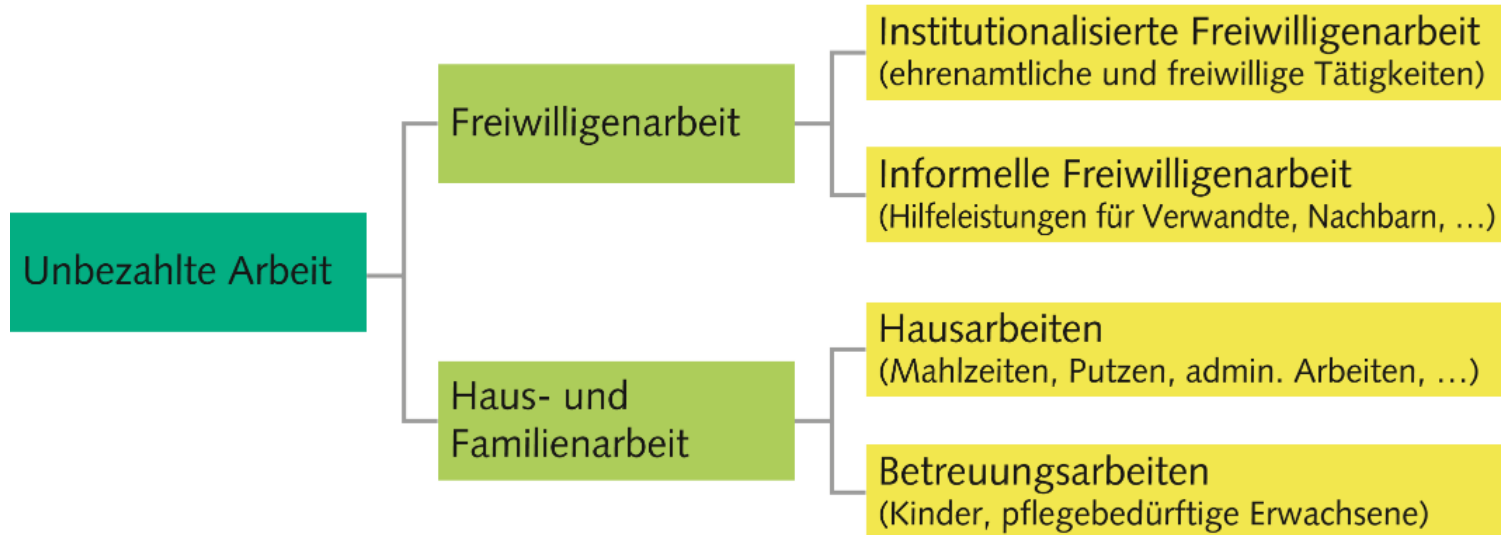 Unbezahlte Arbeit
Freiwilligenarbeit
Institutionalisierte Freiwilligenarbeit
(ehrenamtliche und freiwillige Tätigkeiten)
Informelle Freiwilligenarbeit
(Hilfeleistungen für Verwandte, Nachbarn, …)
Haus- und
Familienarbeit
Hausarbeiten
(Mahlzeiten, Putzen, admin. Arbeiten, …)
Betreuungsarbeiten
(Kinder, pflegebedürftige Erwachsene)